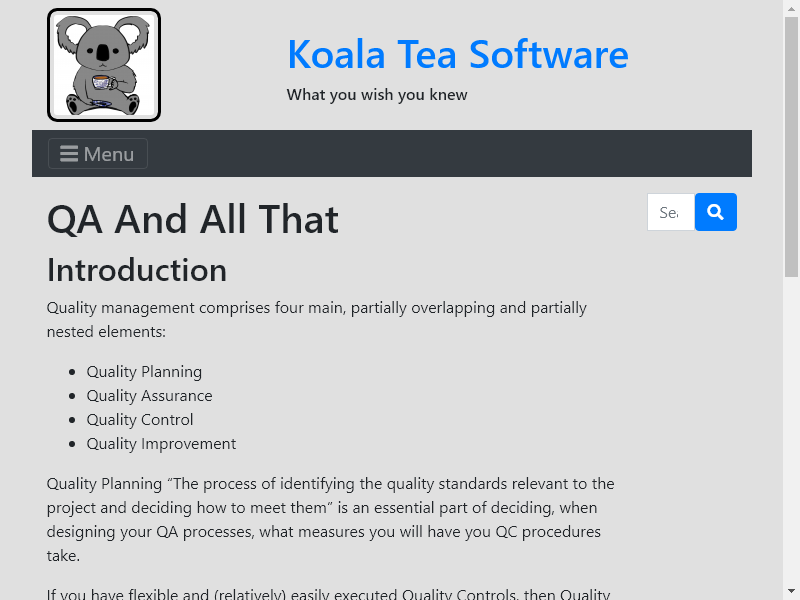 Koala Tea Software
What you wish you knew
Menu
QA And All That
Introduction
Quality management comprises four main, partially overlapping and partially
nested elements:
Quality Planning
Quality Assurance
Quality Control
Quality Improvement
Quality Planning “The process of identifying the quality standards relevant to the
project and deciding how to meet them” is an essential part of deciding, when
designing your QA processes, what measures you will have you QC procedures
take.
If you have flexible and (relatively) easily executed Quality Controls, then Quality